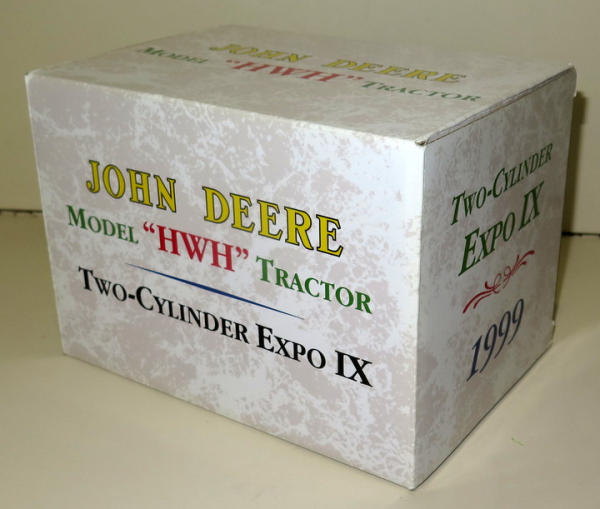 JOHN DEERE
MODEL "HWH" TRACTOR
JOHN DEERE
MODEL "HWH" TRACTOR
TWO-CYLINDER EXPO IX
TWO-CYLINDER
EXPO IX
1999